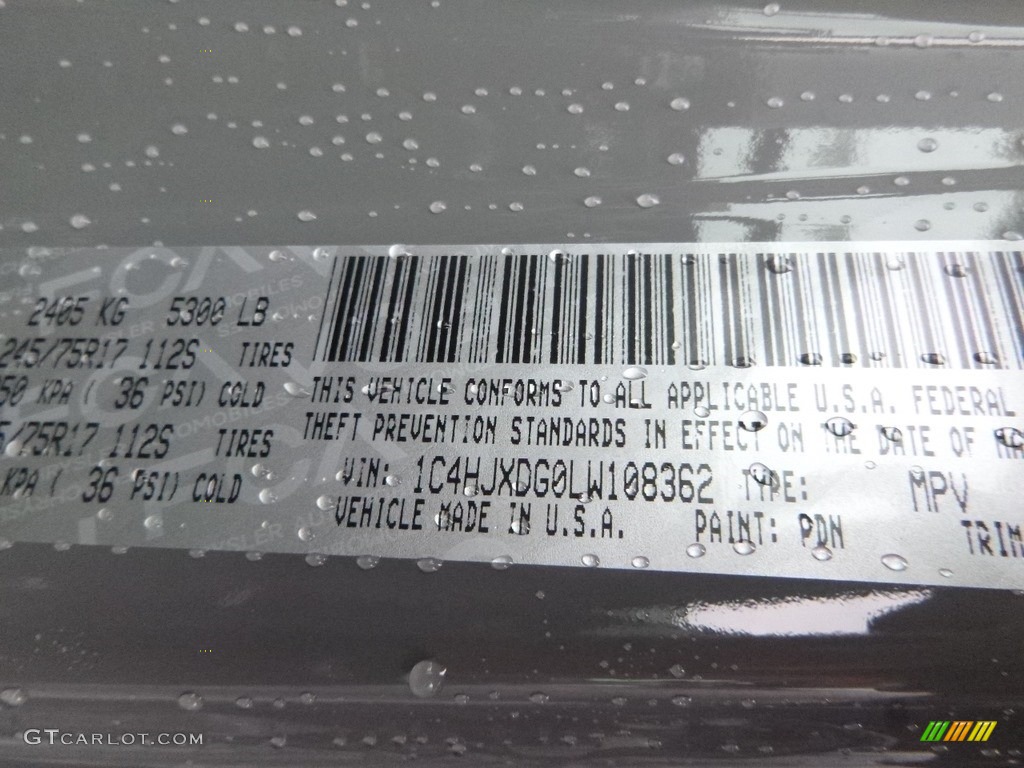 2405 KG 5300 LB
245/75R17 112S TIRES
50 KPA ( 36 PSI) COLD
5/75R17 112S TIRES
KPA ( 36 PSI) COLD
THIS VEHICLE CONFORMS TO ALL APPLICABLE U.S.A. FEDERAL
THEFT PREVENTION STANDARDS IN EFFECT ON THE DATE OF MA
VIN: 1C4HJXDG0LW108362 TYPE: MPV
VEHICLE MADE IN U.S.A. PAINT: PDN TRIM
GTCARLOT.COM